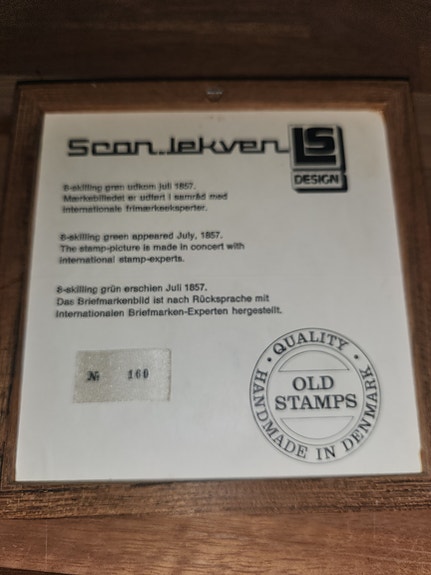 Scan Lekven
LS
DESIGN
8-skilling grøn udkom juli 1857.
Mærkebilledet er udført i samråd med
internationale frimærkeeksperter.
8-skilling green appeared July, 1857.
The stamp-picture is made in concert with
international stamp-experts.
8-skilling grün erschien Juli 1857.
Das Briefmarkenbild ist nach Rücksprache mit
Internationalen Briefmarken-Experten hergestellt.
№ 160
· QUALITY ·
OLD
STAMPS
HANDMADE IN DENMARK